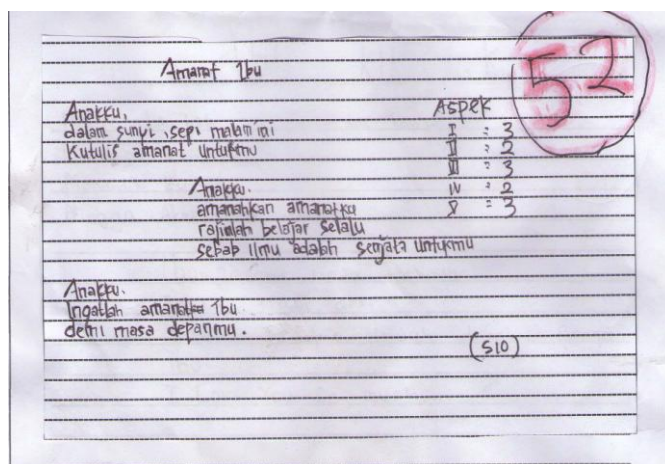 Amanat Ibu
52
Anakku,
dalam sunyi, sepi malam ini
Kutulis amanat untukmu
Aspek
I : 3
II : 2
III : 3
IV : 2
V : 3
Anakku.
amanahkan amanatku
rajinlah belajar selalu
sebab ilmu adalah senjata untukmu
Anakku.
Ingatlah amanat Ibu
demi masa depanmu.
(S10)